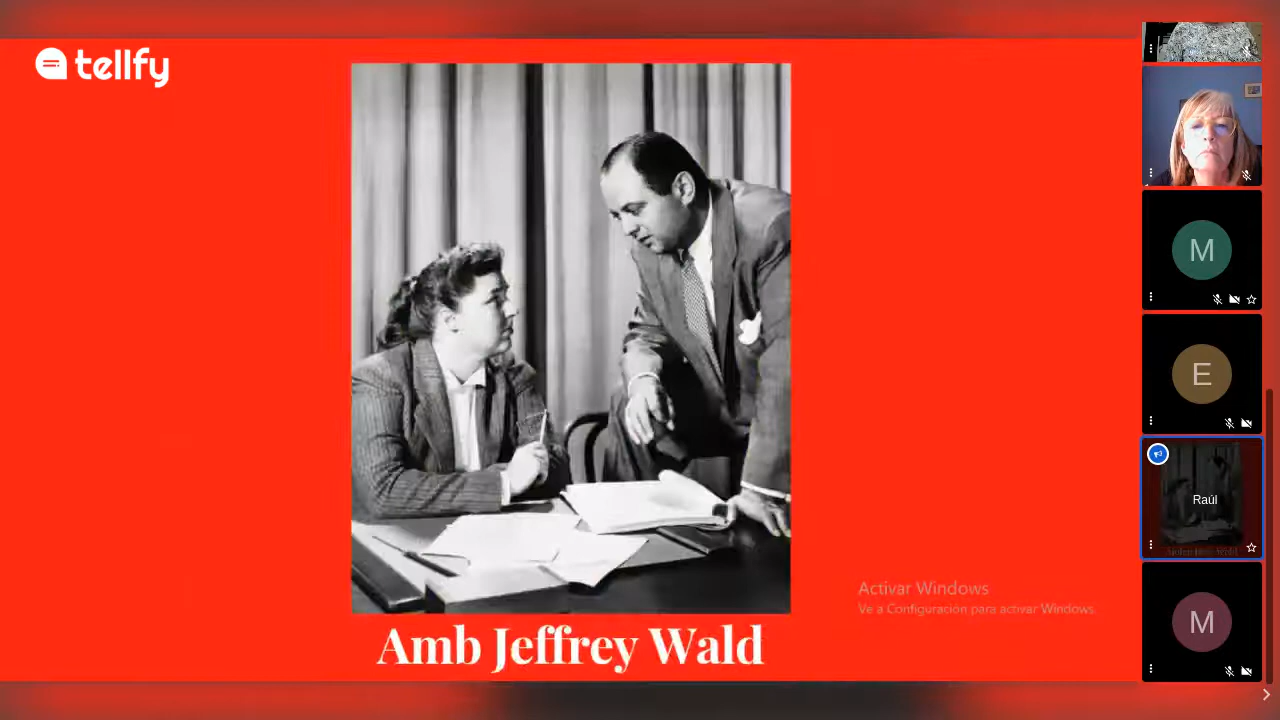 tellfy
Amb Jeffrey Wald
Activar Windows
Ve a Configuración para activar Windows
M
E
Raúl
M